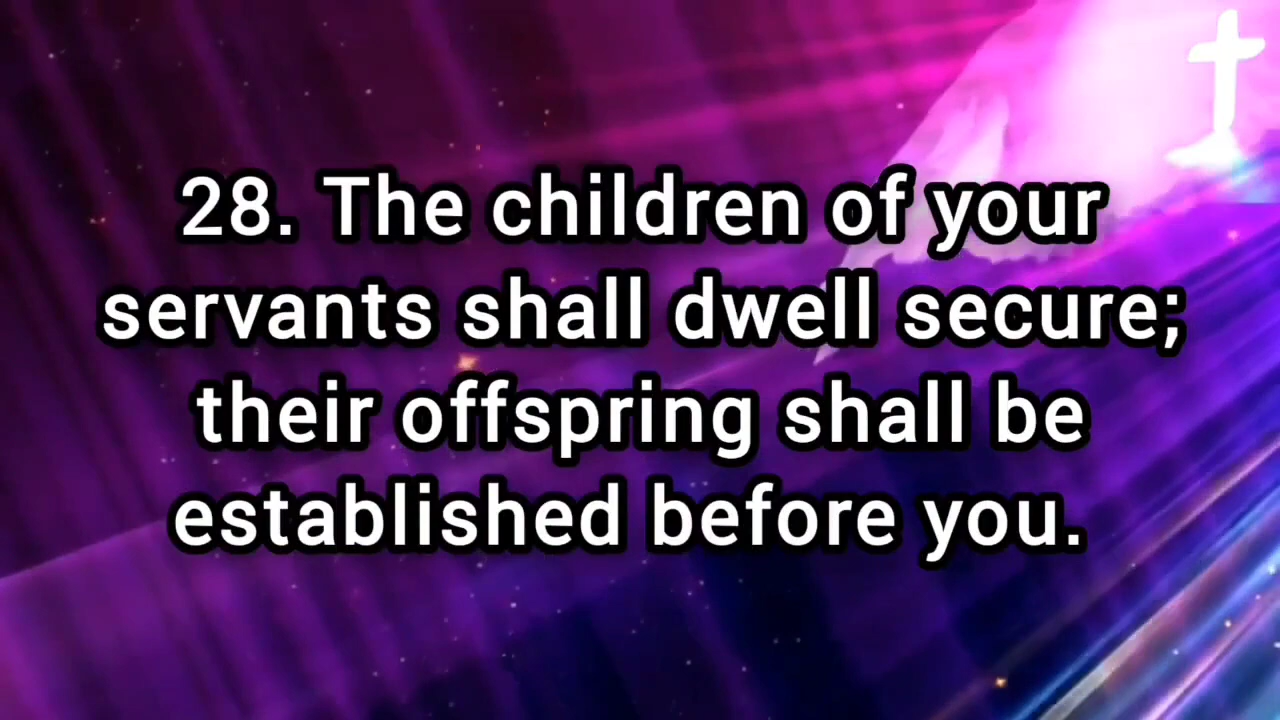 28. The children of your
servants shall dwell secure;
their offspring shall be
established before you.